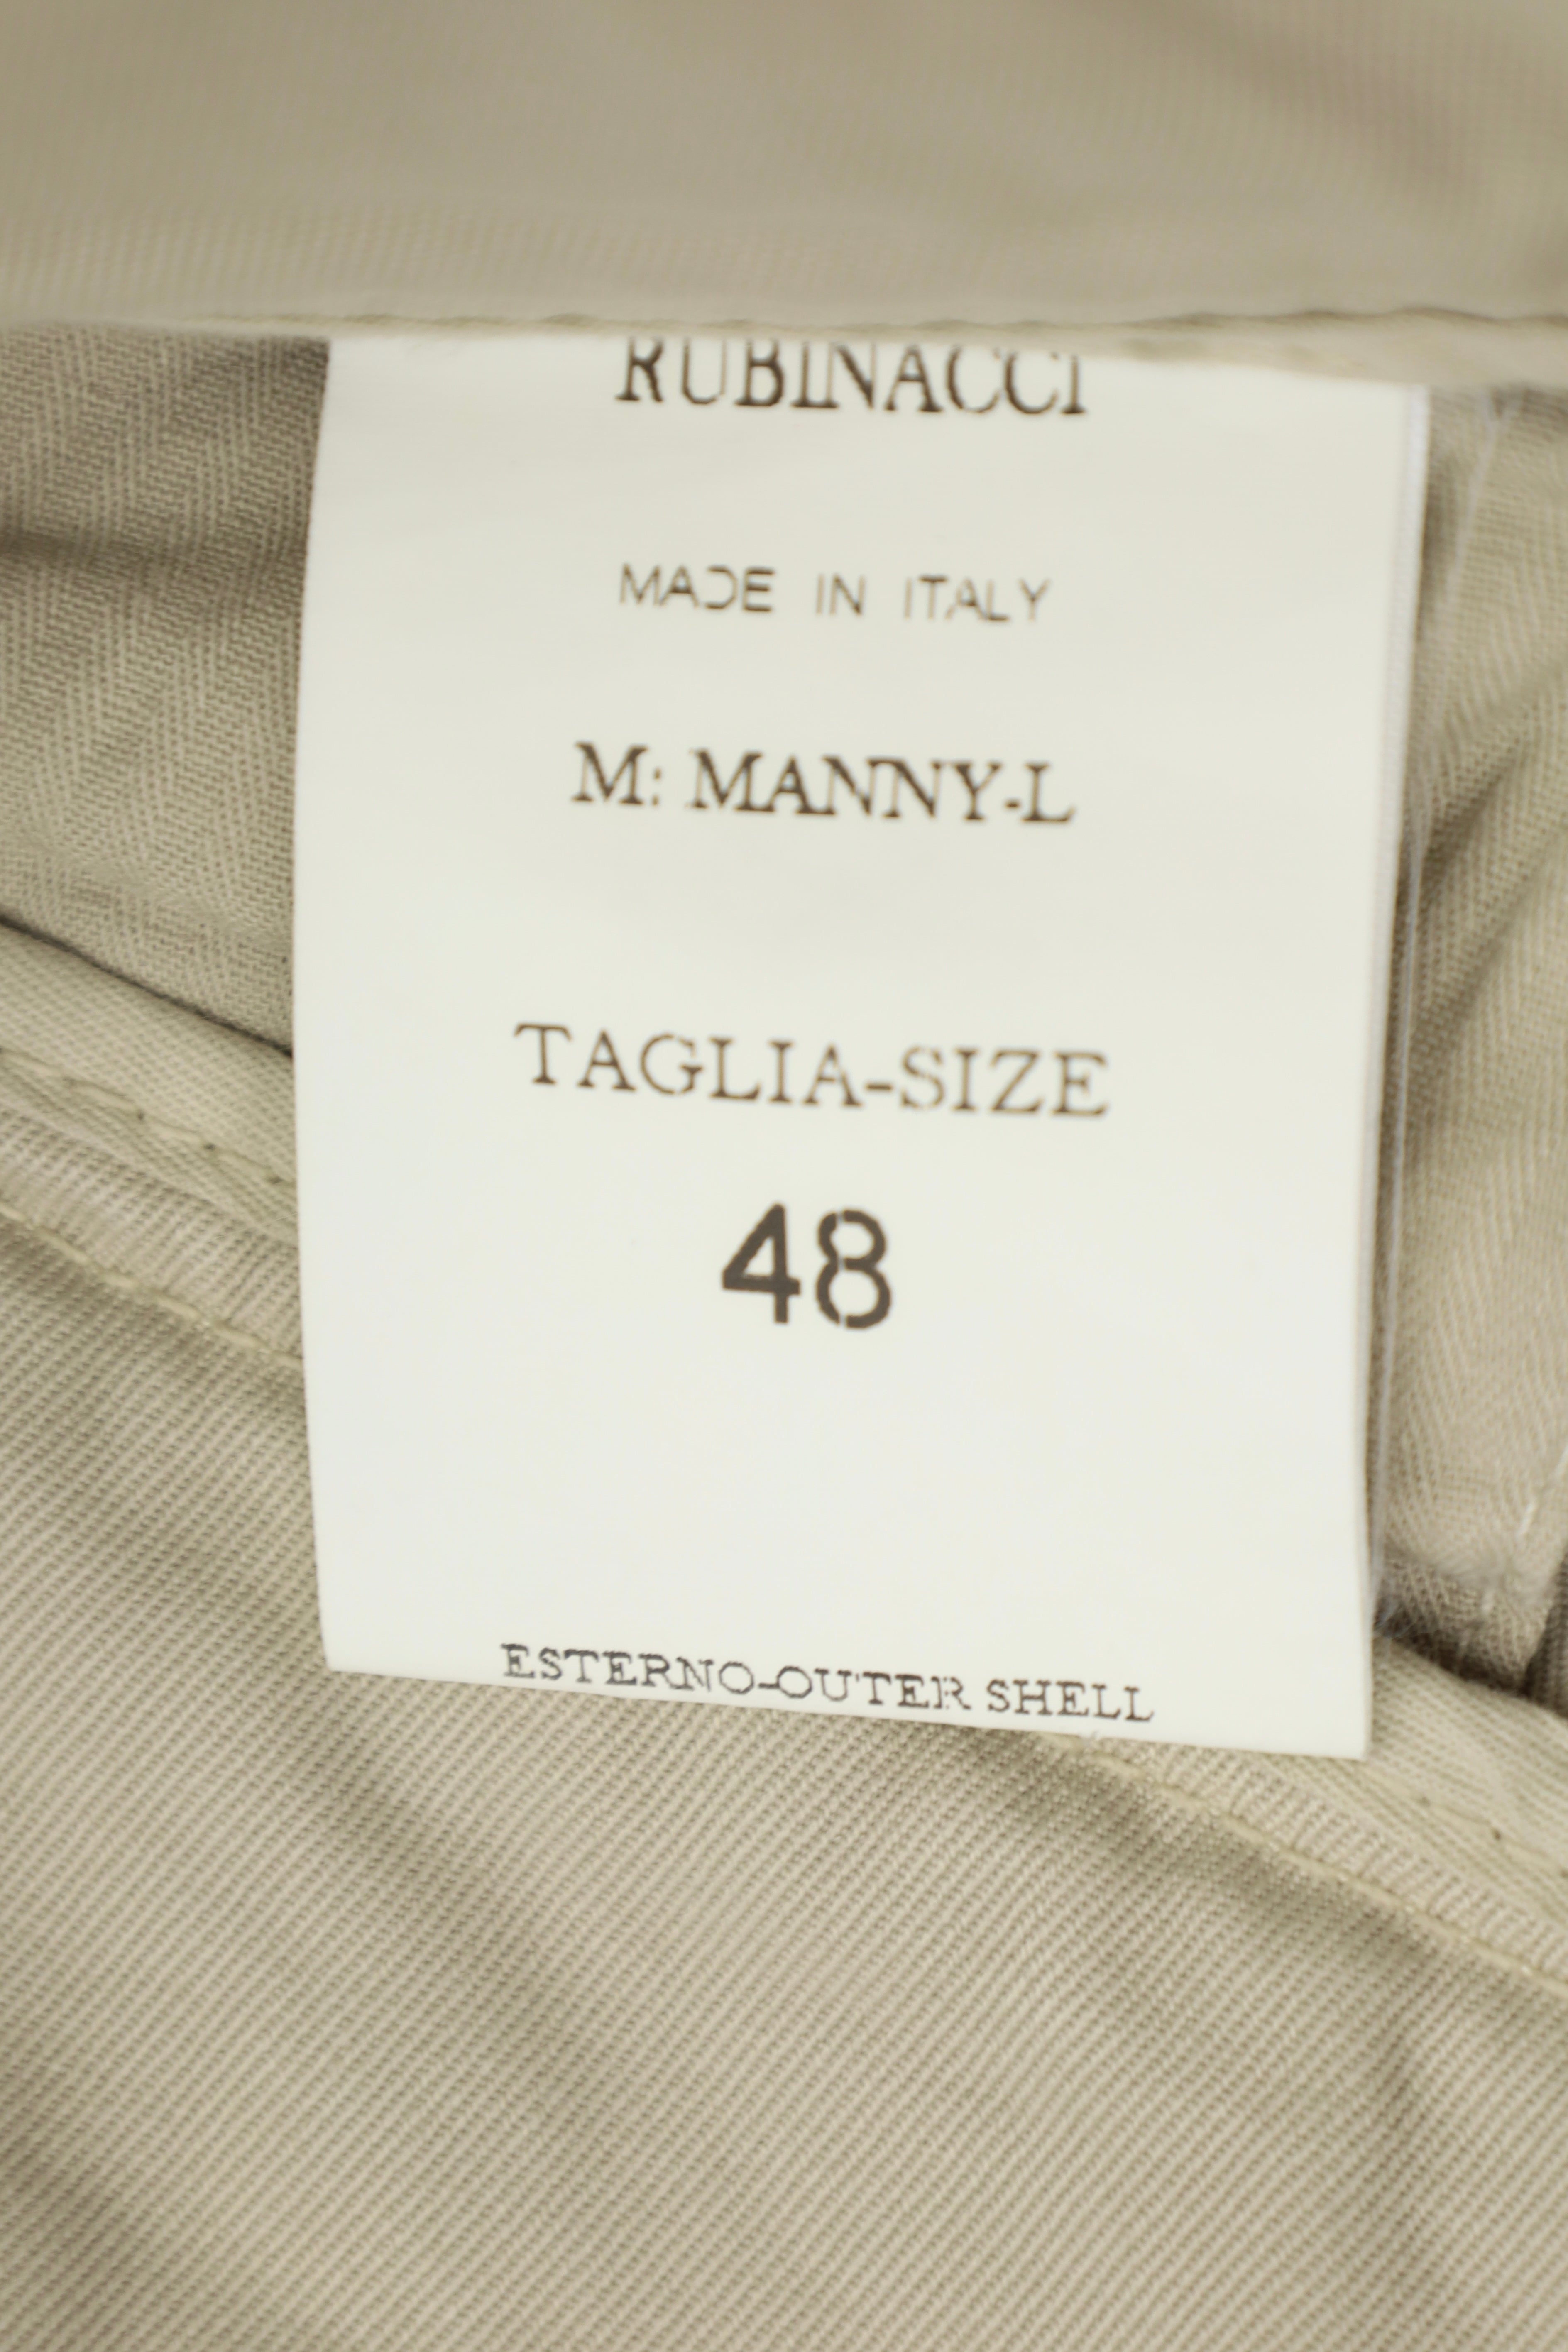 RUBINACCI
MADE IN ITALY
M: MANNY-L
TAGLIA-SIZE
48
ESTERNO-OUTER SHELL